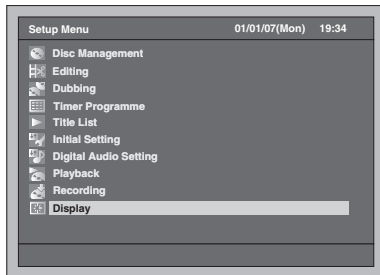 Setup Menu 01/01/07(Mon) 19:34
Disc Management
Editing
Dubbing
Timer Programme
Title List
Initial Setting
Digital Audio Setting
Playback
Recording
Display